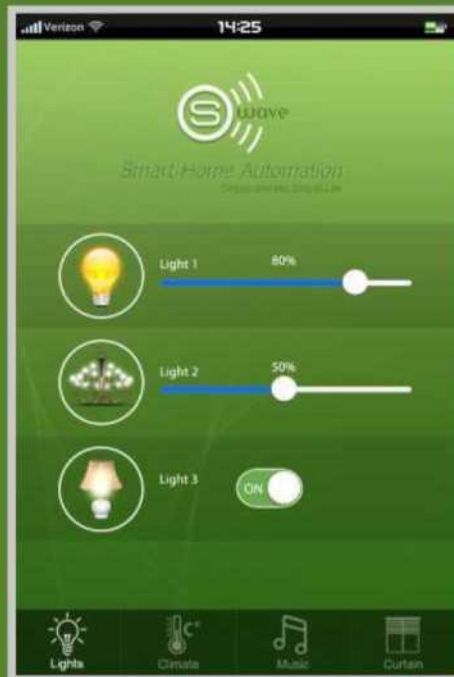 Verizon 14:25
S wave
Smart Home Automation
Light 1 80%
Light 2 50%
Light 3 ON
Lights C° Climate Music Curtain